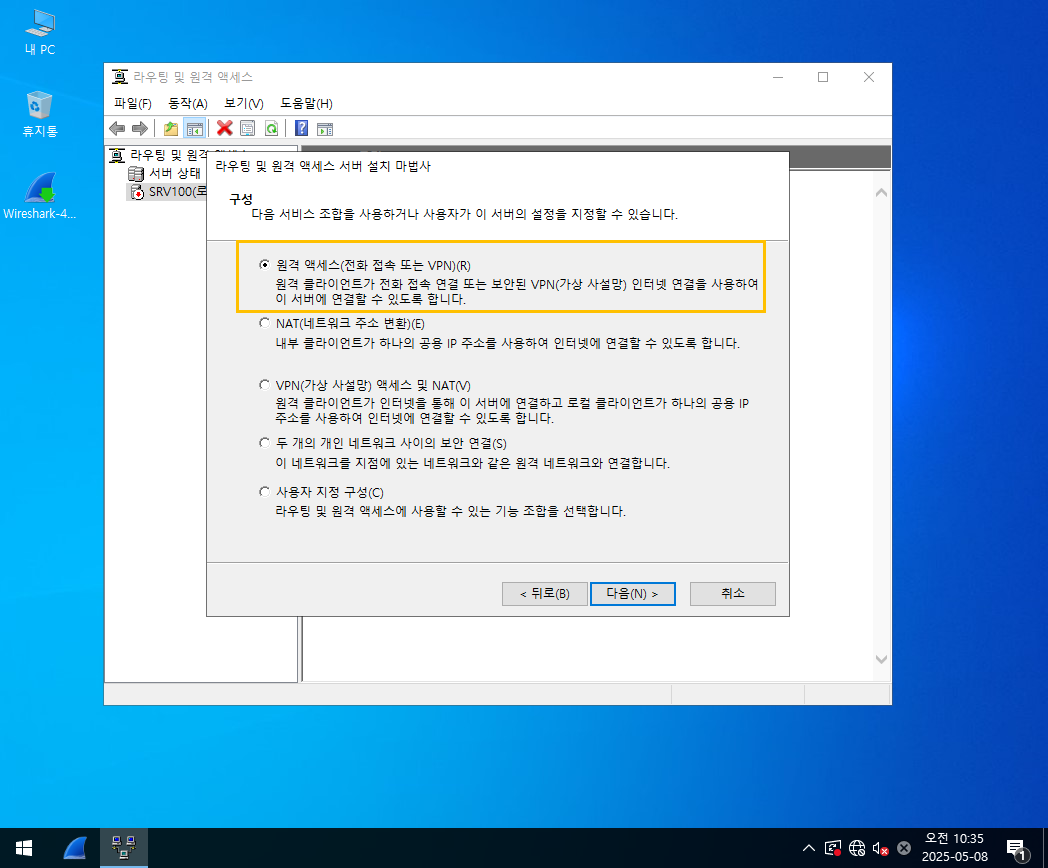 내 PC
휴지통
Wireshark-4...
라우팅 및 원격 액세스
파일(F) 동작(A) 보기(V) 도움말(H)
라우팅 및 원격
서버 상태
SRV100(로
라우팅 및 원격 액세스 서버 설치 마법사
구성
다음 서비스 조합을 사용하거나 사용자가 이 서버의 설정을 지정할 수 있습니다.
원격 액세스(전화 접속 또는 VPN)(R)
원격 클라이언트가 전화 접속 연결 또는 보안된 VPN(가상 사설망) 인터넷 연결을 사용하여
이 서버에 연결할 수 있도록 합니다.
NAT(네트워크 주소 변환)(E)
내부 클라이언트가 하나의 공용 IP 주소를 사용하여 인터넷에 연결할 수 있도록 합니다.
VPN(가상 사설망) 액세스 및 NAT(V)
원격 클라이언트가 인터넷을 통해 이 서버에 연결하고 로컬 클라이언트가 하나의 공용 IP
주소를 사용하여 인터넷에 연결할 수 있도록 합니다.
두 개의 개인 네트워크 사이의 보안 연결(S)
이 네트워크를 지점에 있는 네트워크와 같은 원격 네트워크와 연결합니다.
사용자 지정 구성(C)
라우팅 및 원격 액세스에 사용할 수 있는 기능 조합을 선택합니다.
< 뒤로(B) 다음(N) > 취소
오전 10:35
2025-05-08
1